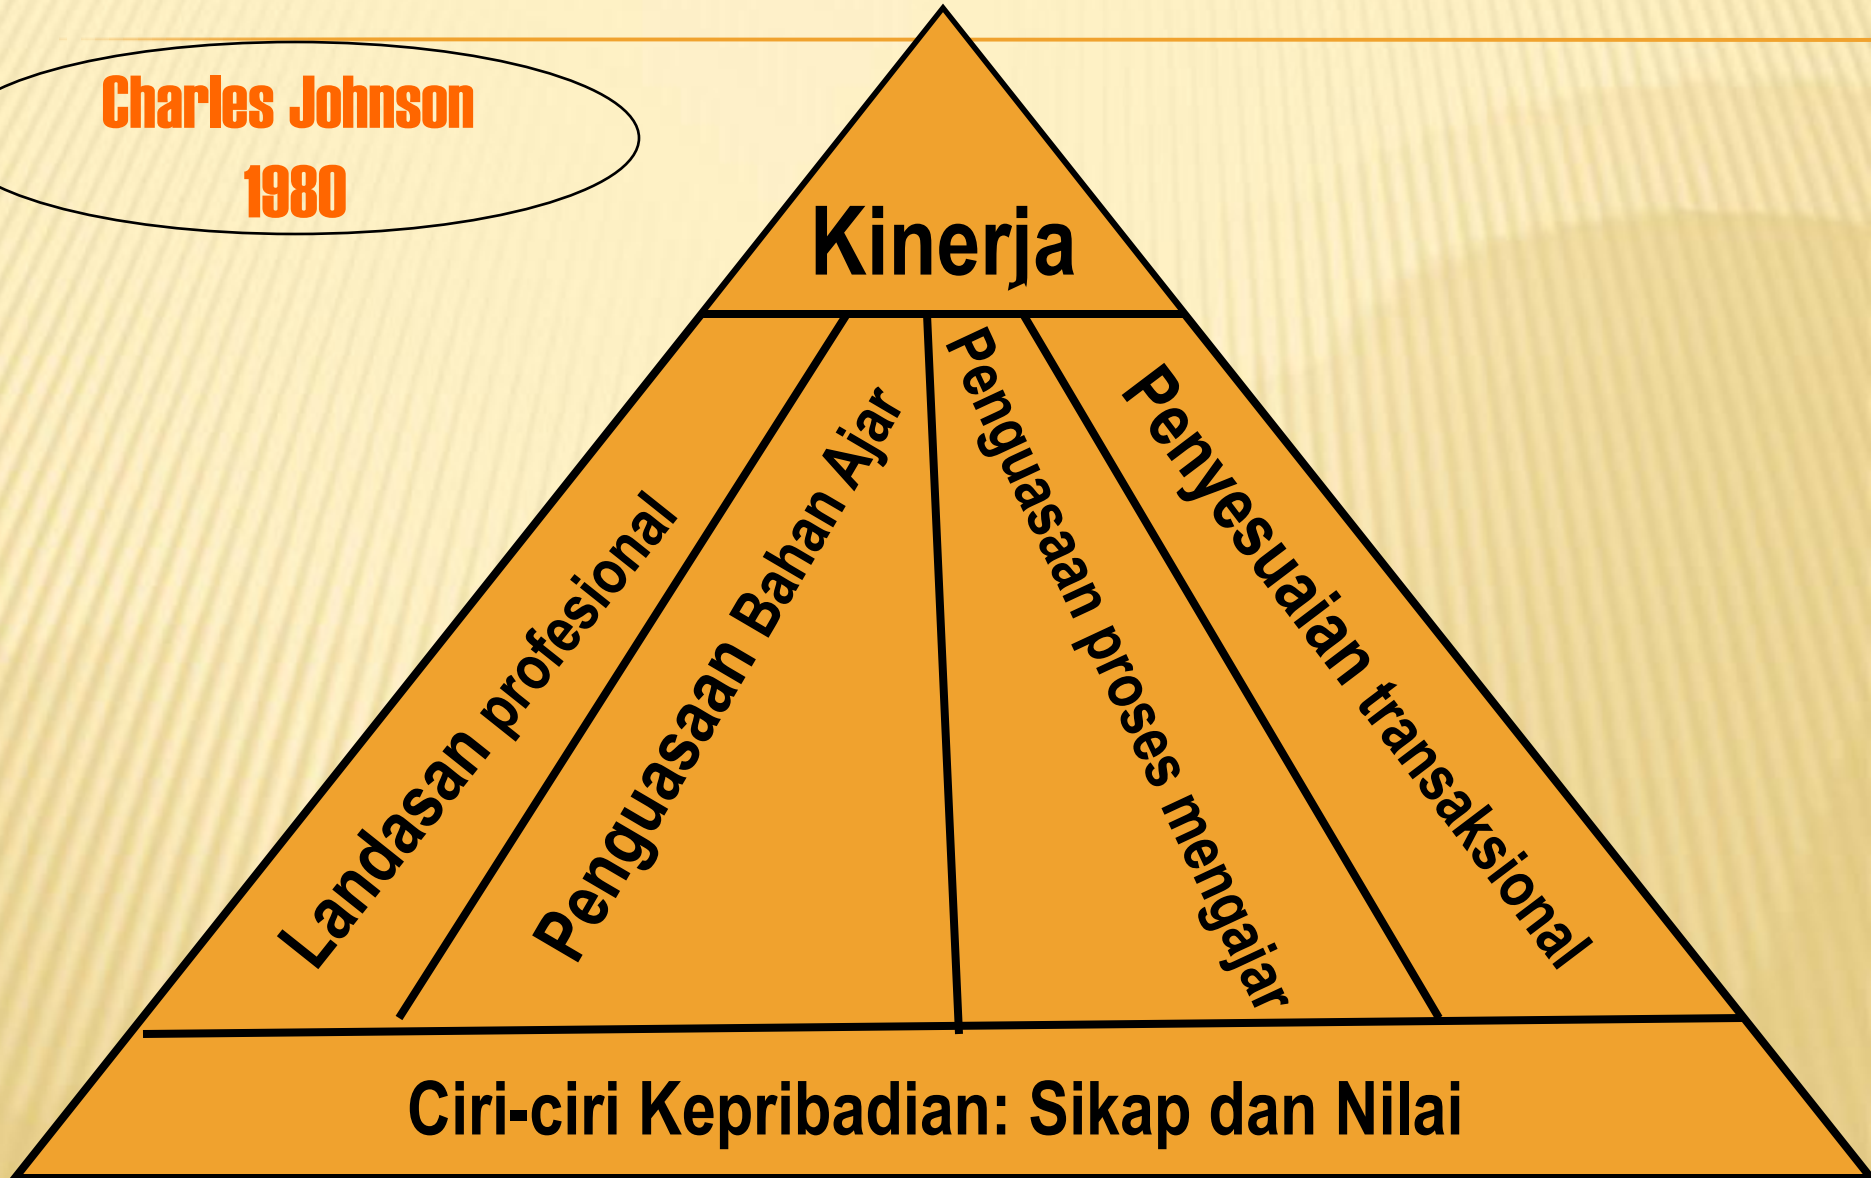 Charles Johnson
1980
Kinerja
Landasan profesional
Penguasaan Bahan Ajar
Penguasaan proses mengajar
Penyesuaian transaksional
Ciri-ciri Kepribadian: Sikap dan Nilai